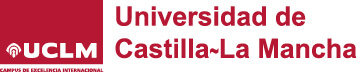 Universidad de
Castilla~La Mancha
UCLM
CAMPUS DE EXCELENCIA INTERNACIONAL